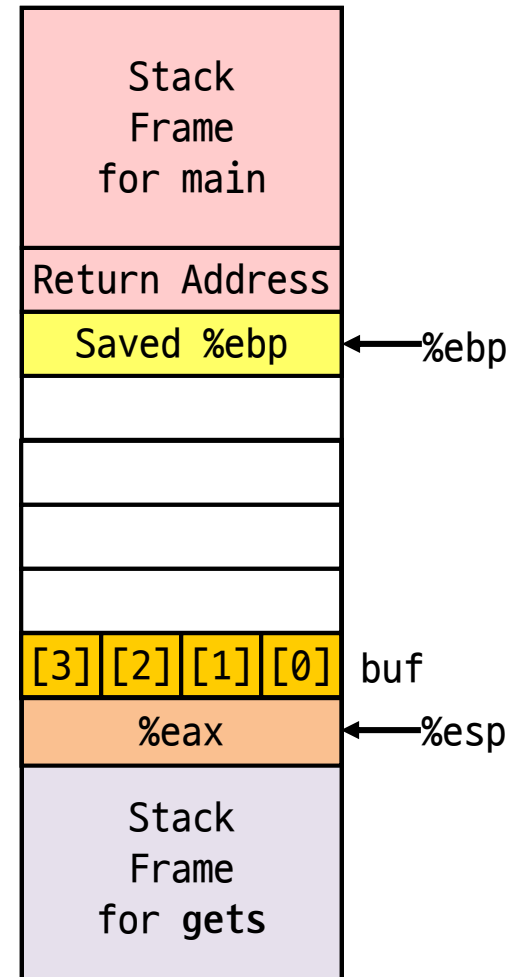 Stack
Frame
for main
Return Address
Saved %ebp
%ebp
[3] [2] [1] [0] buf
%eax
%esp
Stack
Frame
for gets